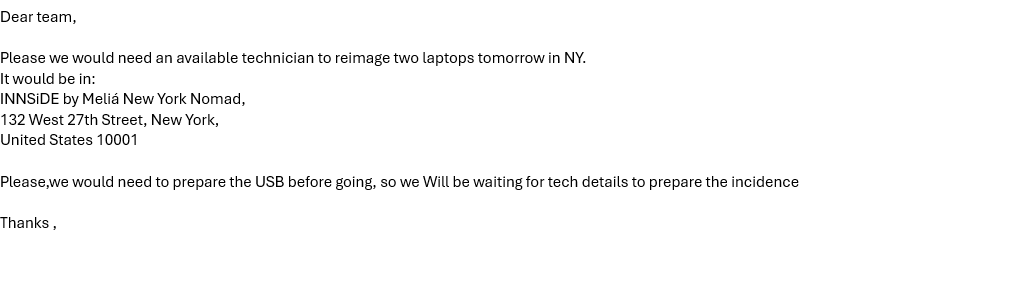 Dear team,
Please we would need an available technician to reimage two laptops tomorrow in NY.
It would be in:
INNSiDE by Meliá New York Nomad,
132 West 27th Street, New York,
United States 10001
Please,we would need to prepare the USB before going, so we Will be waiting for tech details to prepare the incidence
Thanks ,